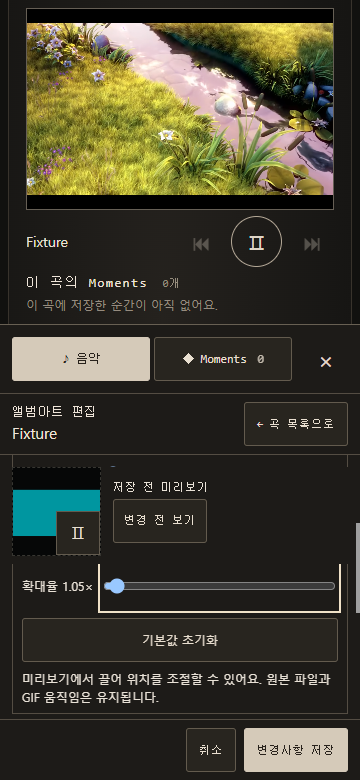 Fixture
이 곡의 Moments 0개
이 곡에 저장한 순간이 아직 없어요.
♪ 음악
◆ Moments 0
×
앨범아트 편집
Fixture
← 곡 목록으로
저장 전 미리보기
변경 전 보기
확대율 1.05×
기본값 초기화
미리보기에서 끌어 위치를 조절할 수 있어요. 원본 파일과
GIF 움직임은 유지됩니다.
취소
변경사항 저장